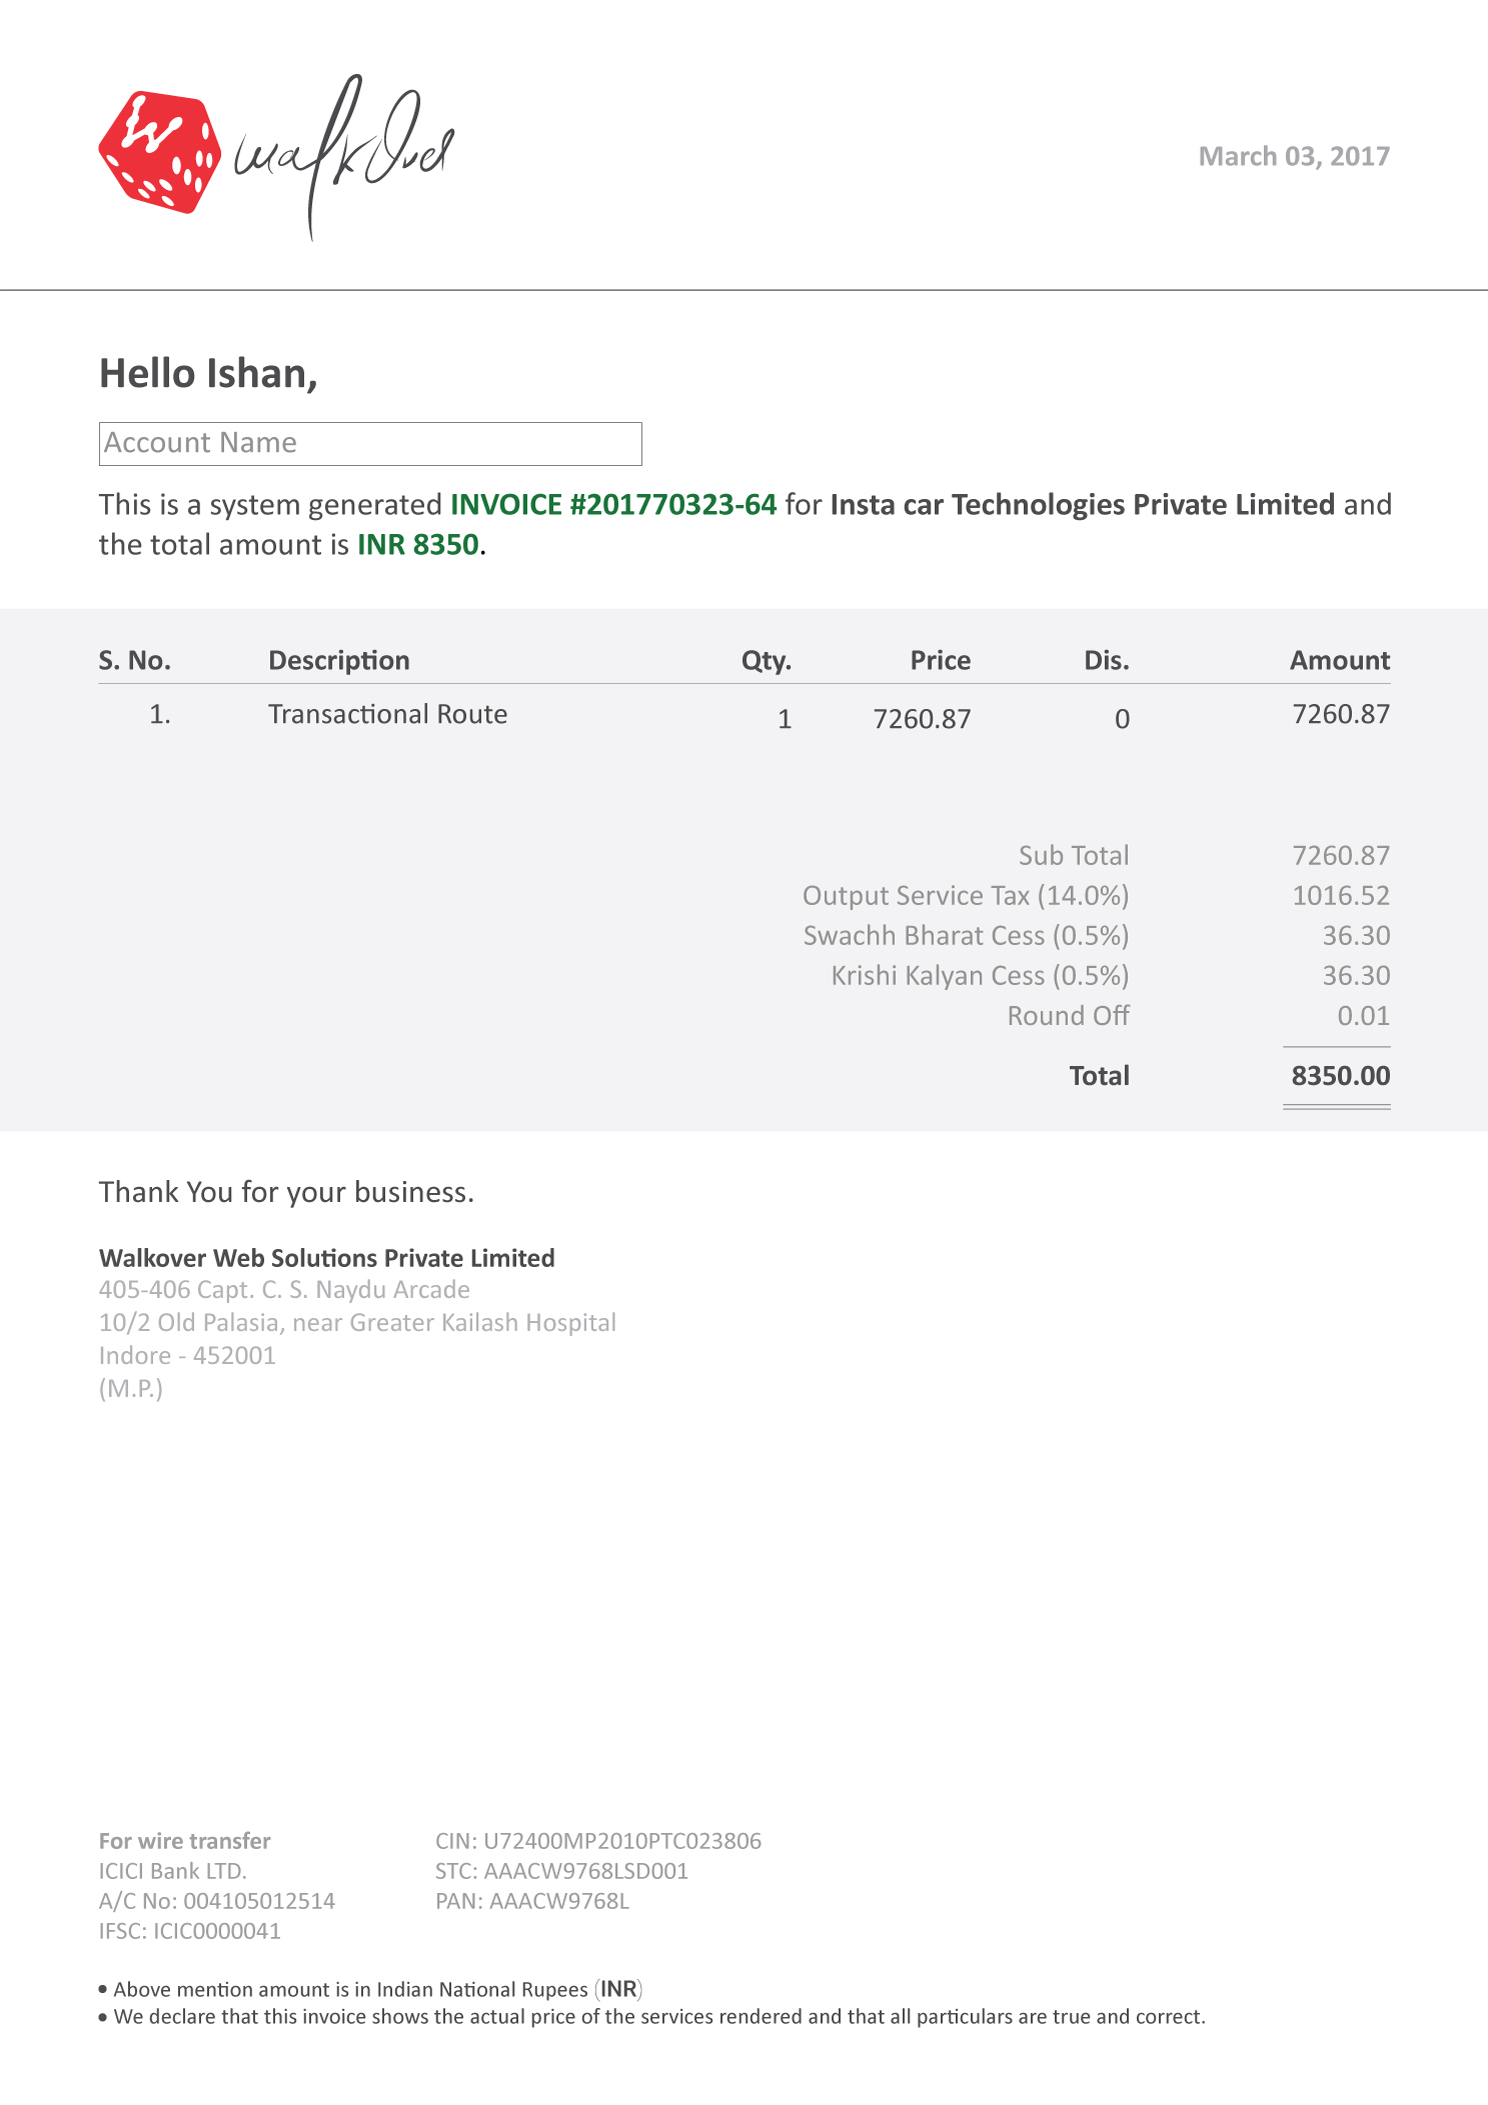 W walkover
March 03, 2017
Hello Ishan,
Account Name
This is a system generated INVOICE #201770323-64 for Insta car Technologies Private Limited and
the total amount is INR 8350.
S. No. Description Qty. Price Dis. Amount
1. Transactional Route 1 7260.87 0 7260.87
Sub Total 7260.87
Output Service Tax (14.0%) 1016.52
Swachh Bharat Cess (0.5%) 36.30
Krishi Kalyan Cess (0.5%) 36.30
Round Off 0.01
Total 8350.00
Thank You for your business.
Walkover Web Solutions Private Limited
405-406 Capt. C. S. Naydu Arcade
10/2 Old Palasia, near Greater Kailash Hospital
Indore - 452001
(M.P.)
For wire transfer
ICICI Bank LTD.
A/C No: 004105012514
IFSC: ICIC0000041
CIN: U72400MP2010PTC023806
STC: AAACW9768LSD001
PAN: AAACW9768L
• Above mention amount is in Indian National Rupees (INR)
• We declare that this invoice shows the actual price of the services rendered and that all particulars are true and correct.